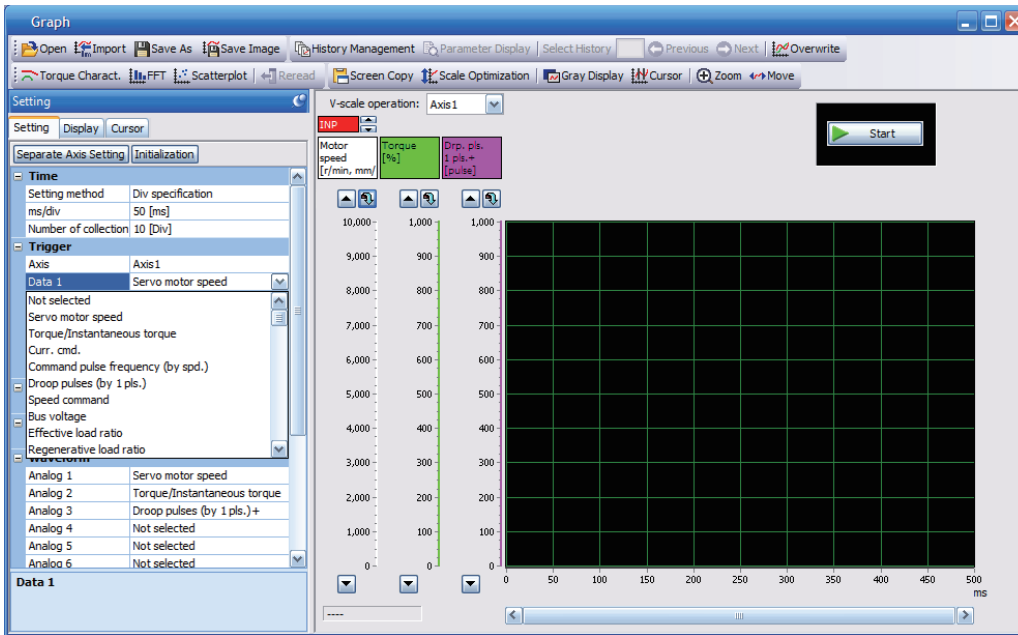 Graph
Open Import Save As Save Image History Management Parameter Display Select History Previous Next Overwrite
Torque Charact. FFT Scatterplot Reread Screen Copy Scale Optimization Gray Display Cursor Zoom Move
Setting
Setting Display Cursor
Separate Axis Setting Initialization
Time
Setting method Div specification
ms/div 50 [ms]
Number of collection 10 [Div]
Trigger
Axis Axis1
Data 1 Servo motor speed
Not selected
Servo motor speed
Torque/Instantaneous torque
Curr. cmd.
Command pulse frequency (by spd.)
Droop pulses (by 1 pls.)
Speed command
Bus voltage
Effective load ratio
Regenerative load ratio
Waveform
Analog 1 Servo motor speed
Analog 2 Torque/Instantaneous torque
Analog 3 Droop pulses (by 1 pls.)+
Analog 4 Not selected
Analog 5 Not selected
Analog 6 Not selected
Data 1
V-scale operation: Axis1
INP
Motor speed [r/min, mm/
Torque [%]
Drp. pls. 1 pls.+ [pulse]
Start
10,000 1,000 1,000
9,000 900 900
8,000 800 800
7,000 700 700
6,000 600 600
5,000 500 500
4,000 400 400
3,000 300 300
2,000 200 200
1,000 100 100
0 0 0
0 50 100 150 200 250 300 350 400 450 500
ms
----